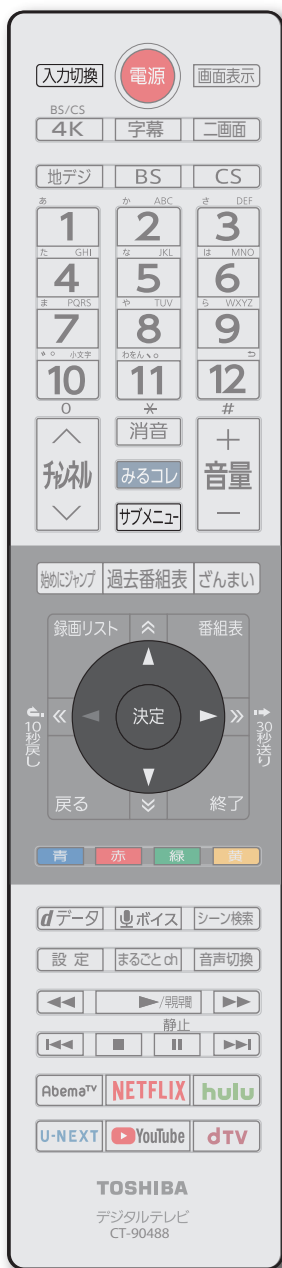 入力切換 電源 画面表示
BS/CS
4K 字幕 二画面
地デジ BS CS
あ か ABC さ DEF
1 2 3
た GHI な JKL は MNO
4 5 6
ま PQRS や TUV ら WXYZ
7 8 9
゛゜ 小文字 わをん、。
10 11 12
0 ＊ #
消音
チャンネル みるコレ ＋ 音量 −
サブメニュー
始めにジャンプ 過去番組表 ざんまい
録画リスト 番組表
10秒戻し 決定 30秒送り
戻る 終了
青 赤 緑 黄
dデータ ボイス シーン検索
設定 まるごとch 音声切換
静止
AbemaTV NETFLIX hulu
U-NEXT YouTube dTV
TOSHIBA
デジタルテレビ
CT-90488